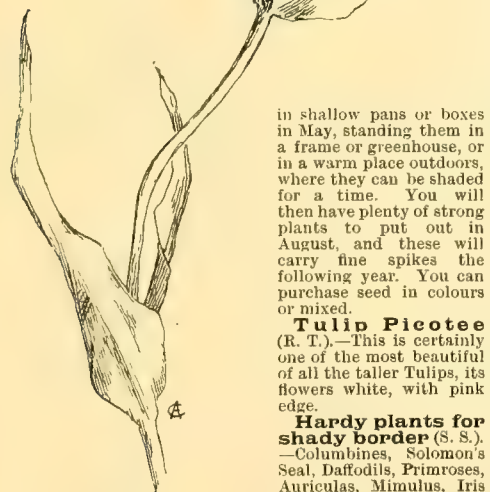 in shallow pans or boxes
in May, standing them in
a frame or greenhouse, or
in a warm place outdoors,
where they can be shaded
for a time. You will
then have plenty of strong
plants to put out in
August, and these will
carry fine spikes the
following year. You can
purchase seed in colours
or mixed.
Tulip Picotee
(R. T.).—This is certainly
one of the most beautiful
of all the taller Tulips, its
flowers white, with pink
edge.
Hardy plants for
shady border (S. S.).
—Columbines, Solomon's
Seal, Daffodils, Primroses,
Auriculas, Mimulus, Iris